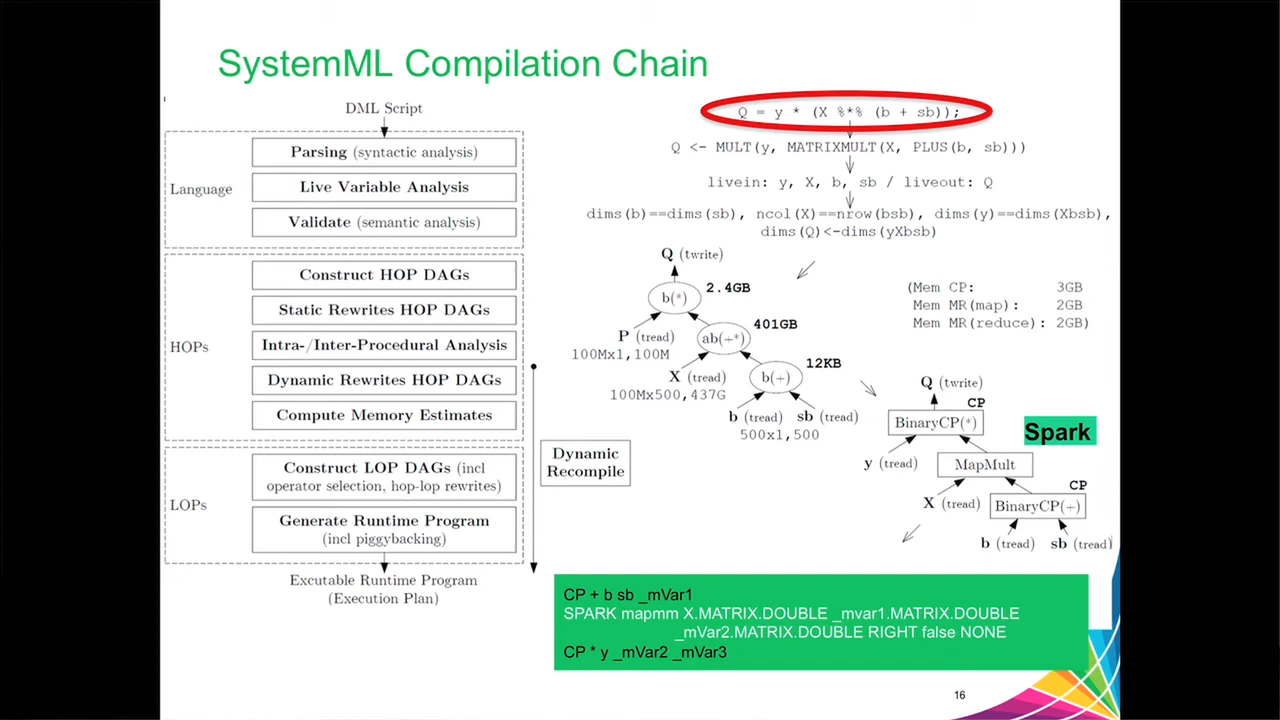 SystemML Compilation Chain
DML Script
Language
Parsing (syntactic analysis)
Live Variable Analysis
Validate (semantic analysis)
HOPs
Construct HOP DAGs
Static Rewrites HOP DAGs
Intra-/Inter-Procedural Analysis
Dynamic Rewrites HOP DAGs
Compute Memory Estimates
LOPs
Construct LOP DAGs (incl
operator selection, hop-lop rewrites)
Generate Runtime Program
(incl piggybacking)
Excutable Runtime Program
(Execution Plan)
Dynamic
Recompile
Q = y * (X %*% (b + sb));
Q <- MULT(y, MATRIXMULT(X, PLUS(b, sb)))
livein: y, X, b, sb / liveout: Q
dims(b)==dims(sb), ncol(X)==nrow(bsb), dims(y)==dims(Xbsb),
dims(Q)<-dims(yXbsb)
Q (twrite)
b(*)
2.4GB
P (tread)
100Mx1,100M
ab(+*)
401GB
X (tread)
100Mx500,437G
b(+)
12KB
b (tread) sb (tread)
500x1,500
(Mem CP: 3GB
Mem MR(map): 2GB
Mem MR(reduce): 2GB)
Q (twrite)
CP
BinaryCP(*)
Spark
y (tread)
MapMult
X (tread)
CP
BinaryCP(+)
b (tread) sb (tread)
CP + b sb _mVar1
SPARK mapmm X.MATRIX.DOUBLE _mvar1.MATRIX.DOUBLE
_mVar2.MATRIX.DOUBLE RIGHT false NONE
CP * y _mVar2 _mVar3
16